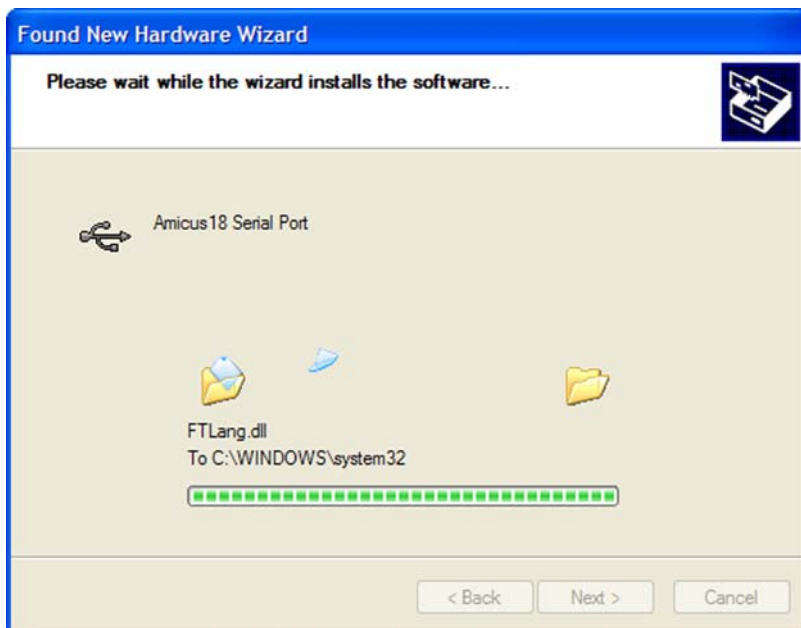 Found New Hardware Wizard
Please wait while the wizard installs the software...
Amicus18 Serial Port
FTLang.dll
To C:\WINDOWS\system32
< Back
Next >
Cancel